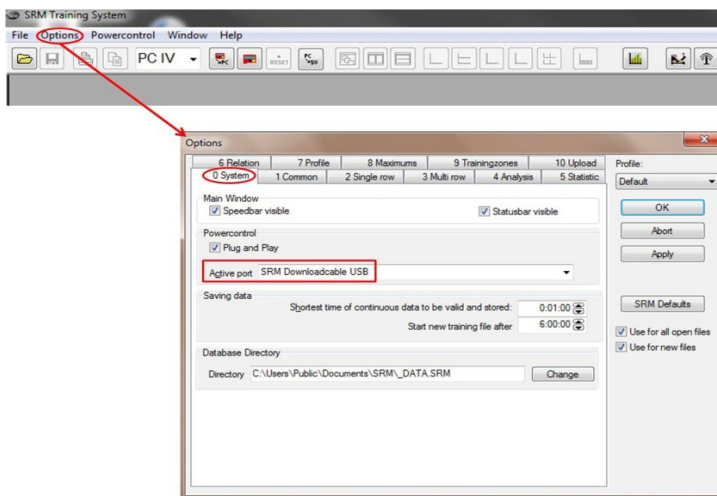 SRM Training System
File Options Powercontrol Window Help
PC IV
PC
RESET
PC
SRM
Options
6 Relation 7 Profile 8 Maximums 9 Trainingzones 10 Upload
0 System 1 Common 2 Single row 3 Multi row 4 Analysis 5 Statistic
Profile:
Default
Main Window
Speedbar visible Statusbar visible
OK
Powercontrol
Abort
Plug and Play
Apply
Active port SRM Downloadcable USB
Saving data
Shortest time of continuous data to be valid and stored: 0:01:00
SRM Defaults
Start new training file after 6:00:00
Use for all open files
Use for new files
Database Directory
Directory C:\Users\Public\Documents\SRM\_DATA.SRM Change